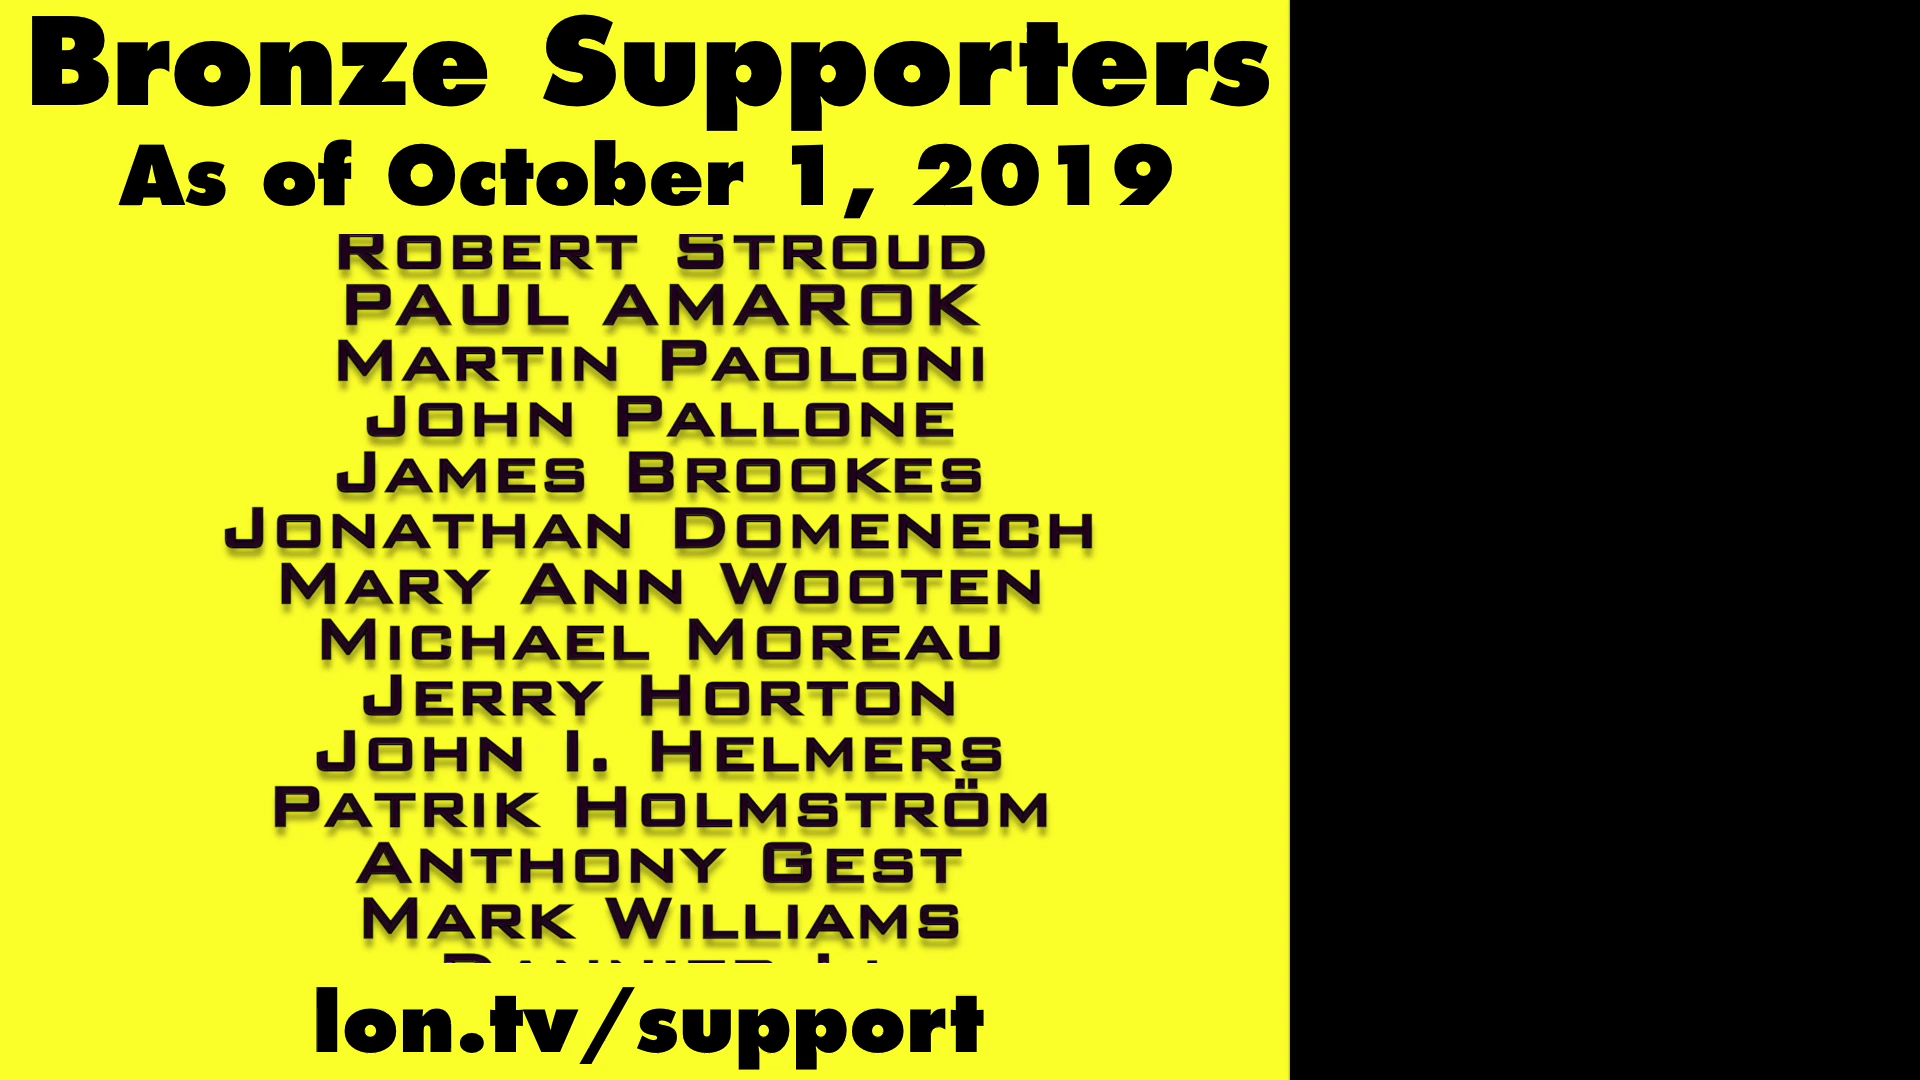 Bronze Supporters
As of October 1, 2019
Robert Stroud
PAUL AMAROK
Martin Paoloni
John Pallone
James Brookes
Jonathan Domenech
Mary Ann Wooten
Michael Moreau
Jerry Horton
John I. Helmers
Patrik Holmström
Anthony Gest
Mark Williams
lon.tv/support